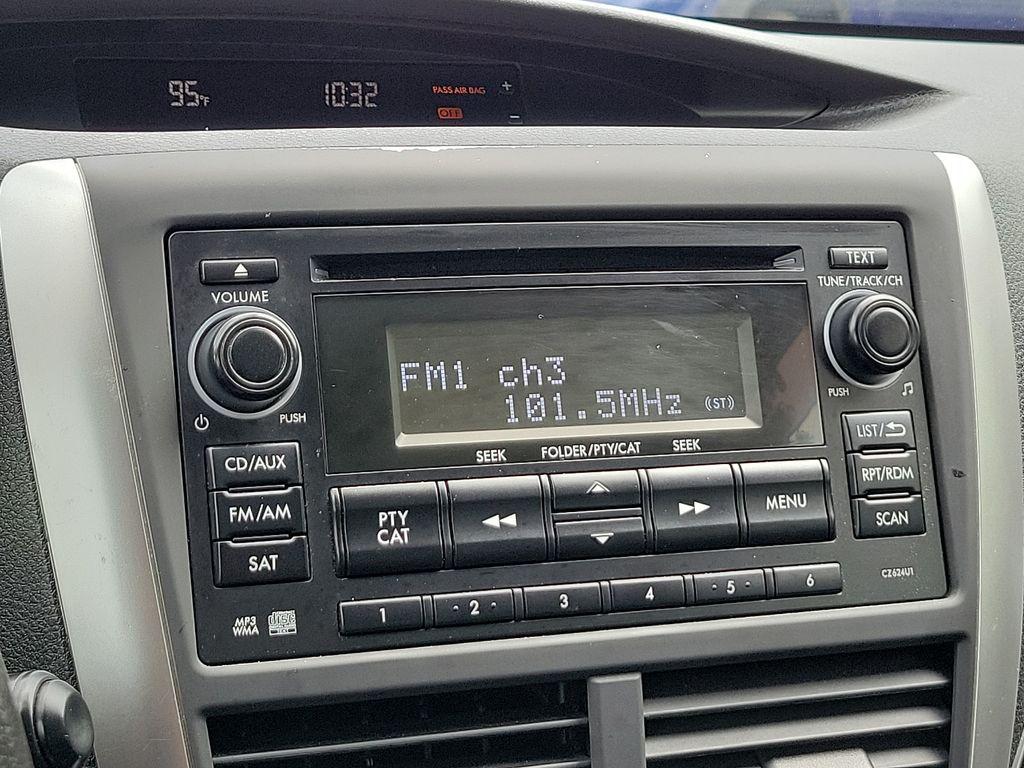 95°F 10:32 PASS AIR BAG +
OFF −
TEXT
VOLUME
TUNE/TRACK/CH
FM1 ch3
101.5MHz (ST)
PUSH
PUSH
SEEK FOLDER/PTY/CAT SEEK
CD/AUX
FM/AM
SAT
PTY
CAT
MENU
LIST/
RPT/RDM
SCAN
CZ624U1
1 2 3 4 5 6
MP3
WMA
disc